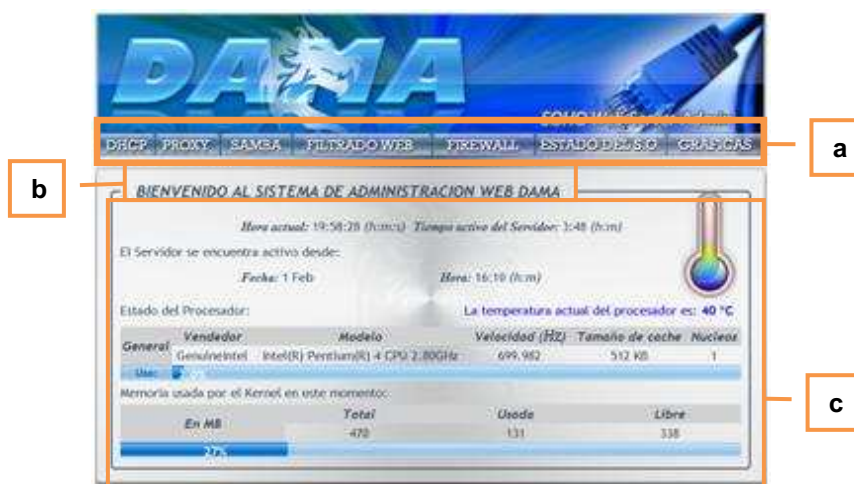 DAMA
DHCP PROXY SAMBA FILTRADO WEB FIREWALL ESTADO DEL S.O GRAFICAS
a
b
BIENVENIDO AL SISTEMA DE ADMINISTRACION WEB DAMA
Hora actual: 19:58:28 (h:m:s) Tiempo activo del Servidor: 3:48 (h:m)
El Servidor se encuentra activo desde:
Fecha: 1 Feb Hora: 16:10 (h:m)
Estado del Procesador: La temperatura actual del procesador es: 40 °C
General Vendedor Modelo Velocidad (HZ) Tamaño de cache Nucleos
GenuineIntel Intel(R) Pentium(R) 4 CPU 2.80GHz 699.982 512 KB 1
Uso:
Memoria usada por el Kernel en este momento:
En MB Total Usada Libre
470 131 338
27%
c